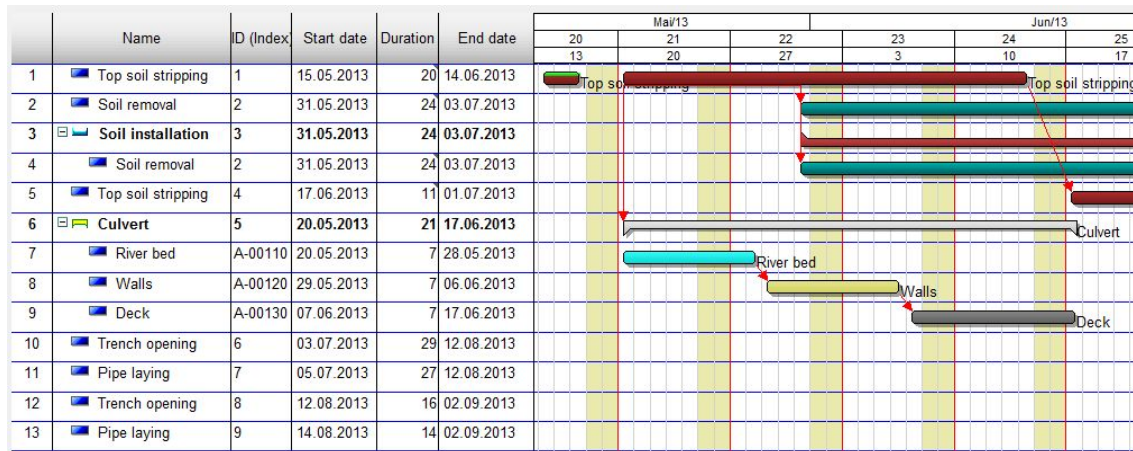 Mai/13 Jun/13
Name ID (Index) Start date Duration End date 20 21 22 23 24 25
13 20 27 3 10 17
1 Top soil stripping 1 15.05.2013 20 14.06.2013 Top soil stripping Top soil stripping
2 Soil removal 2 31.05.2013 24 03.07.2013
3 Soil installation 3 31.05.2013 24 03.07.2013
4 Soil removal 2 31.05.2013 24 03.07.2013
5 Top soil stripping 4 17.06.2013 11 01.07.2013
6 Culvert 5 20.05.2013 21 17.06.2013 Culvert
7 River bed A-00110 20.05.2013 7 28.05.2013 River bed
8 Walls A-00120 29.05.2013 7 06.06.2013 Walls
9 Deck A-00130 07.06.2013 7 17.06.2013 Deck
10 Trench opening 6 03.07.2013 29 12.08.2013
11 Pipe laying 7 05.07.2013 27 12.08.2013
12 Trench opening 8 12.08.2013 16 02.09.2013
13 Pipe laying 9 14.08.2013 14 02.09.2013